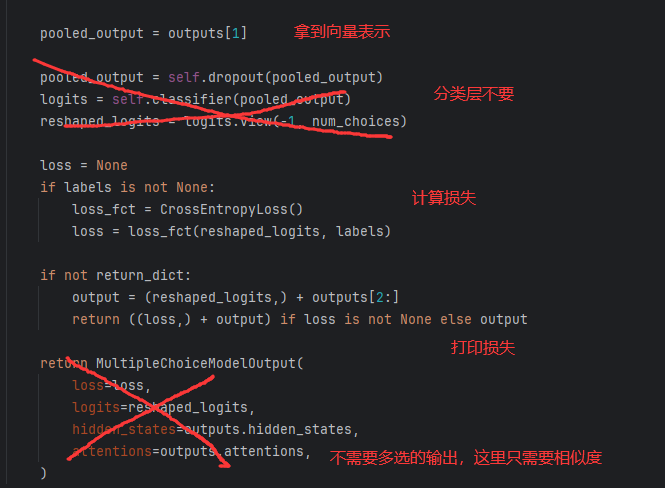 pooled_output = outputs[1] 拿到向量表示
pooled_output = self.dropout(pooled_output)
logits = self.classifier(pooled_output) 分类层不要
reshaped_logits = logits.view(-1, num_choices)
loss = None
if labels is not None: 计算损失
loss_fct = CrossEntropyLoss()
loss = loss_fct(reshaped_logits, labels)
if not return_dict:
output = (reshaped_logits,) + outputs[2:]
return ((loss,) + output) if loss is not None else output
打印损失
return MultipleChoiceModelOutput(
loss=loss,
logits=reshaped_logits,
hidden_states=outputs.hidden_states,
attentions=outputs.attentions, 不需要多选的输出，这里只需要相似度
)